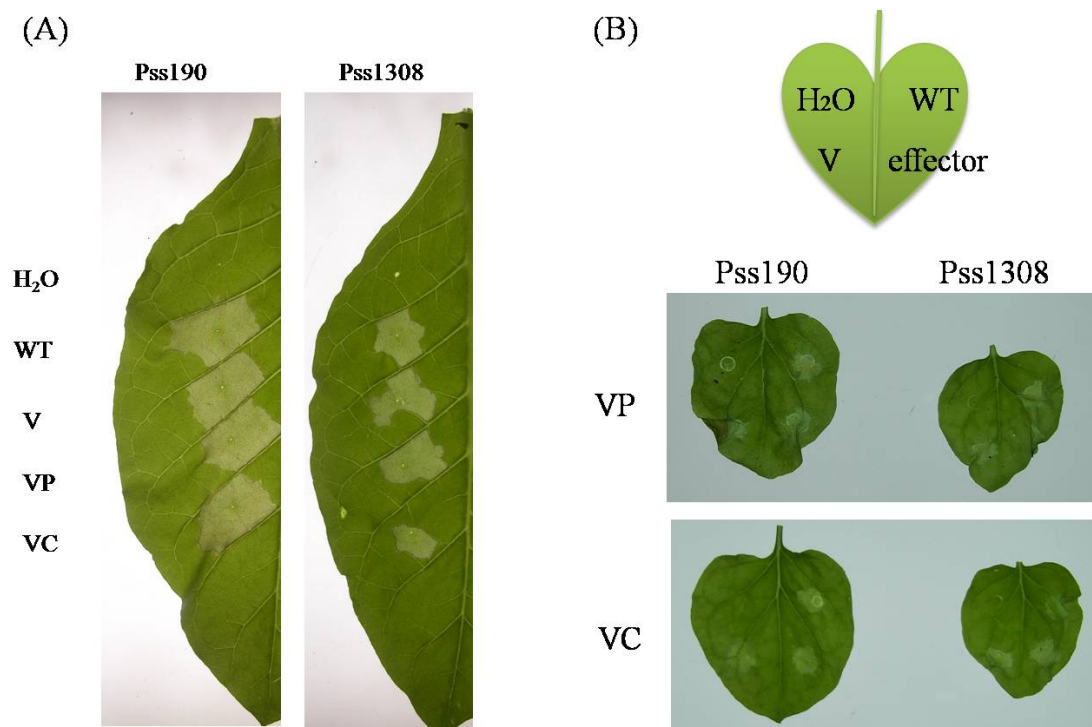 (A)
Pss190 Pss1308
H₂O
WT
V
VP
VC
(B)
H₂O WT
V effector
Pss190 Pss1308
VP
VC